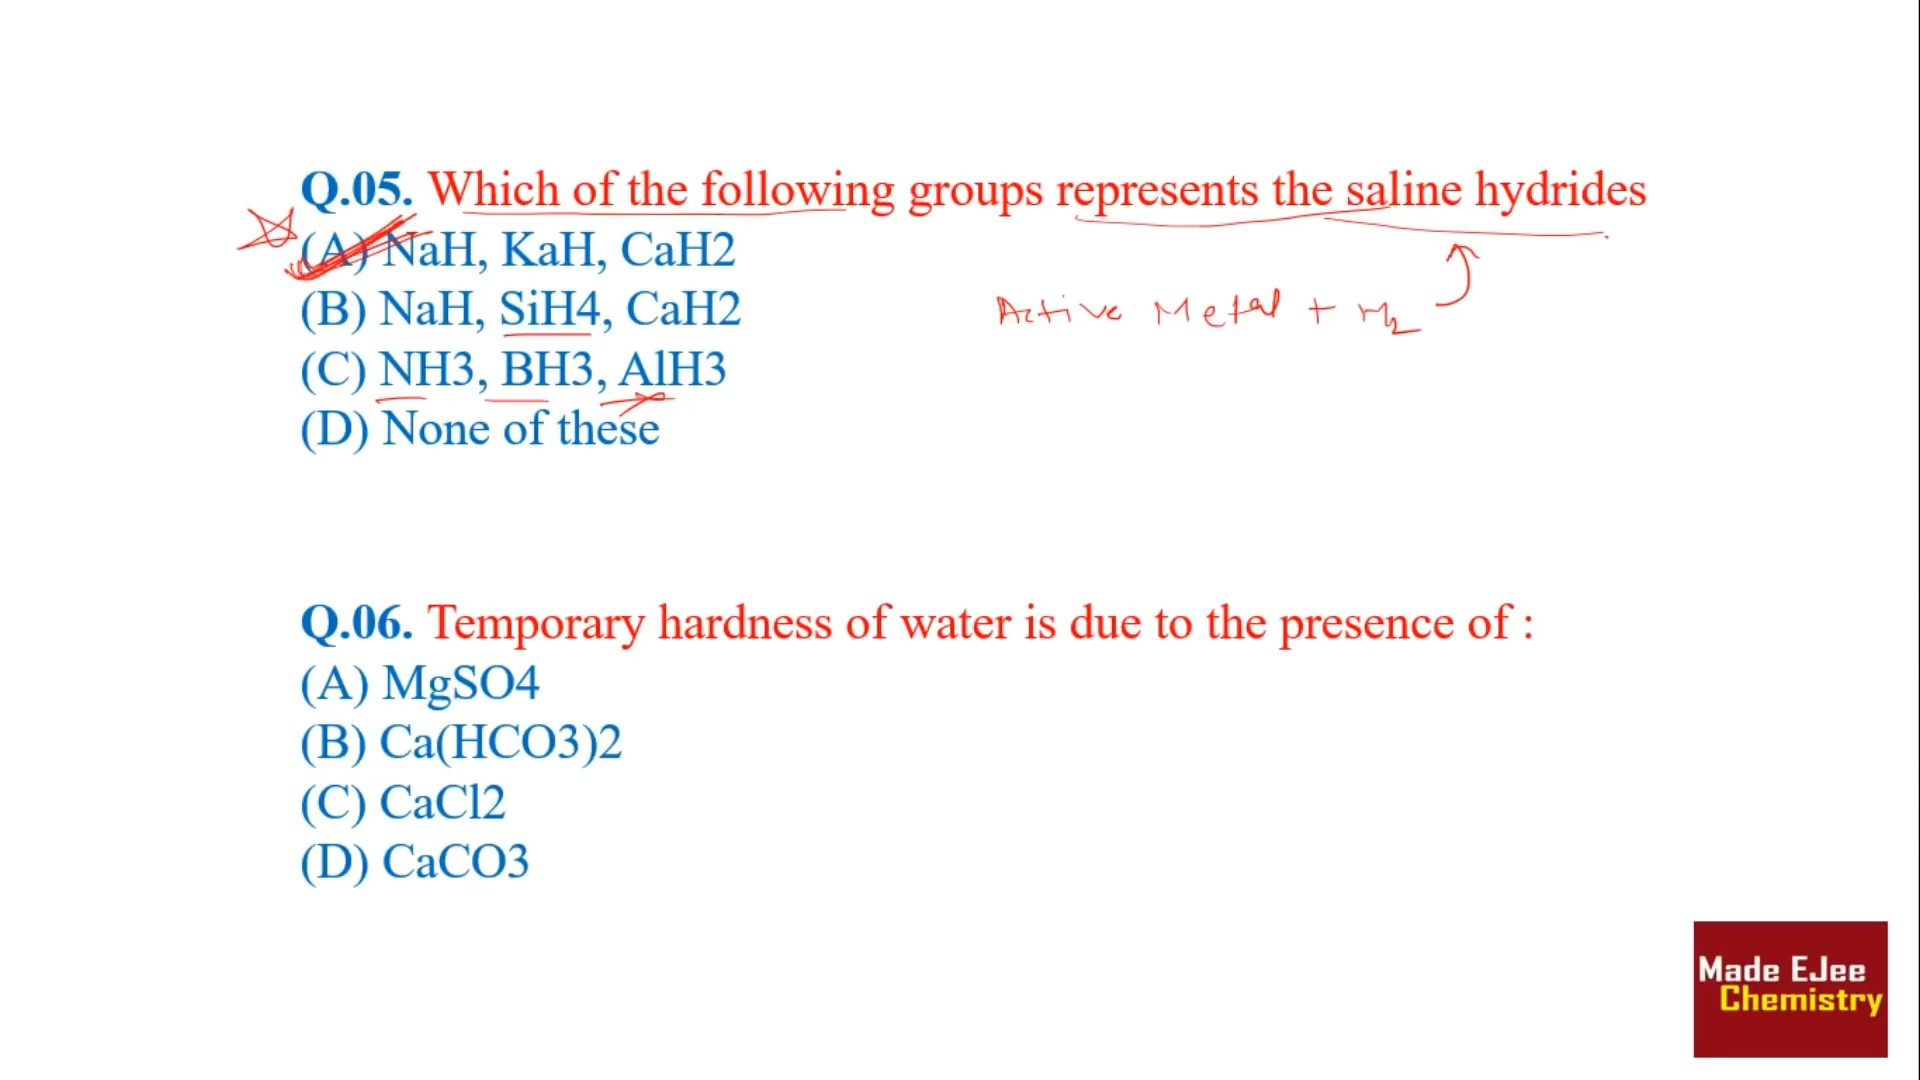 Q.05. Which of the following groups represents the saline hydrides
(A) NaH, KaH, CaH2
(B) NaH, SiH4, CaH2
Active Metal + H2
(C) NH3, BH3, AlH3
(D) None of these
Q.06. Temporary hardness of water is due to the presence of :
(A) MgSO4
(B) Ca(HCO3)2
(C) CaCl2
(D) CaCO3
Made EJee
Chemistry